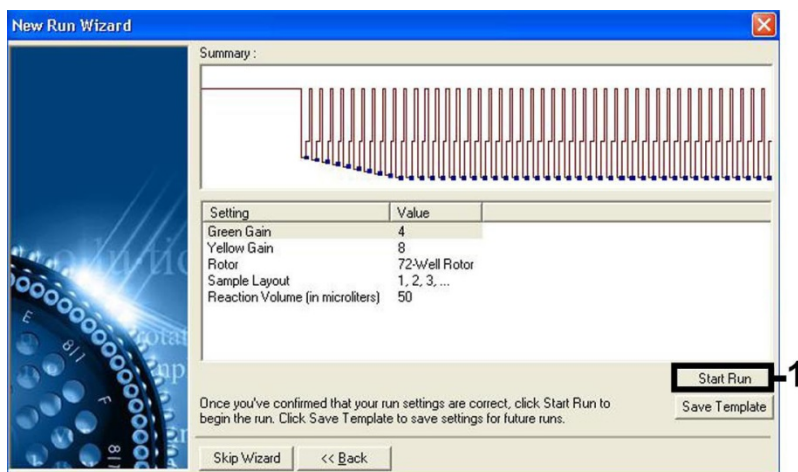 New Run Wizard
Summary :
Setting Value
Green Gain 4
Yellow Gain 8
Rotor 72-Well Rotor
Sample Layout 1, 2, 3, ...
Reaction Volume (in microliters) 50
Start Run
1
Once you've confirmed that your run settings are correct, click Start Run to
begin the run. Click Save Template to save settings for future runs.
Save Template
Skip Wizard
<< Back